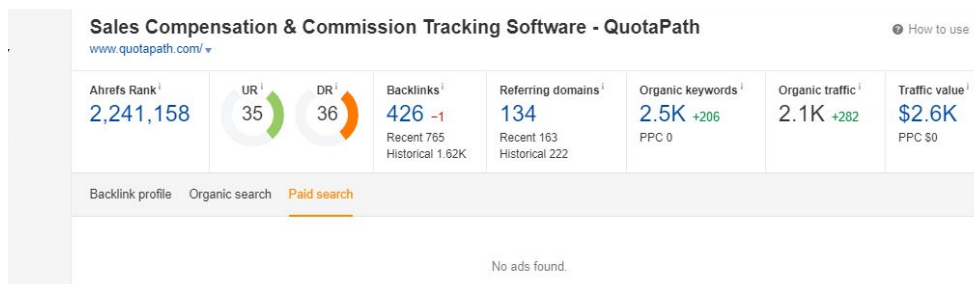 Sales Compensation & Commission Tracking Software - QuotaPath
How to use
www.quotapath.com/
Ahrefs Rank i
2,241,158
UR i
35
DR i
36
Backlinks i
426 -1
Recent 765
Historical 1.62K
Referring domains i
134
Recent 163
Historical 222
Organic keywords i
2.5K +206
PPC 0
Organic traffic i
2.1K +282
Traffic value i
$2.6K
PPC $0
Backlink profile Organic search Paid search
No ads found.